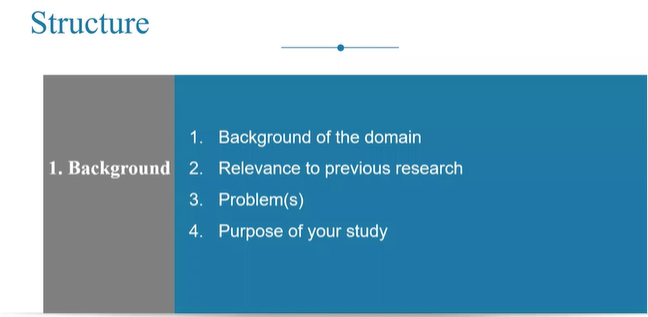 Structure
1. Background
1. Background of the domain
2. Relevance to previous research
3. Problem(s)
4. Purpose of your study